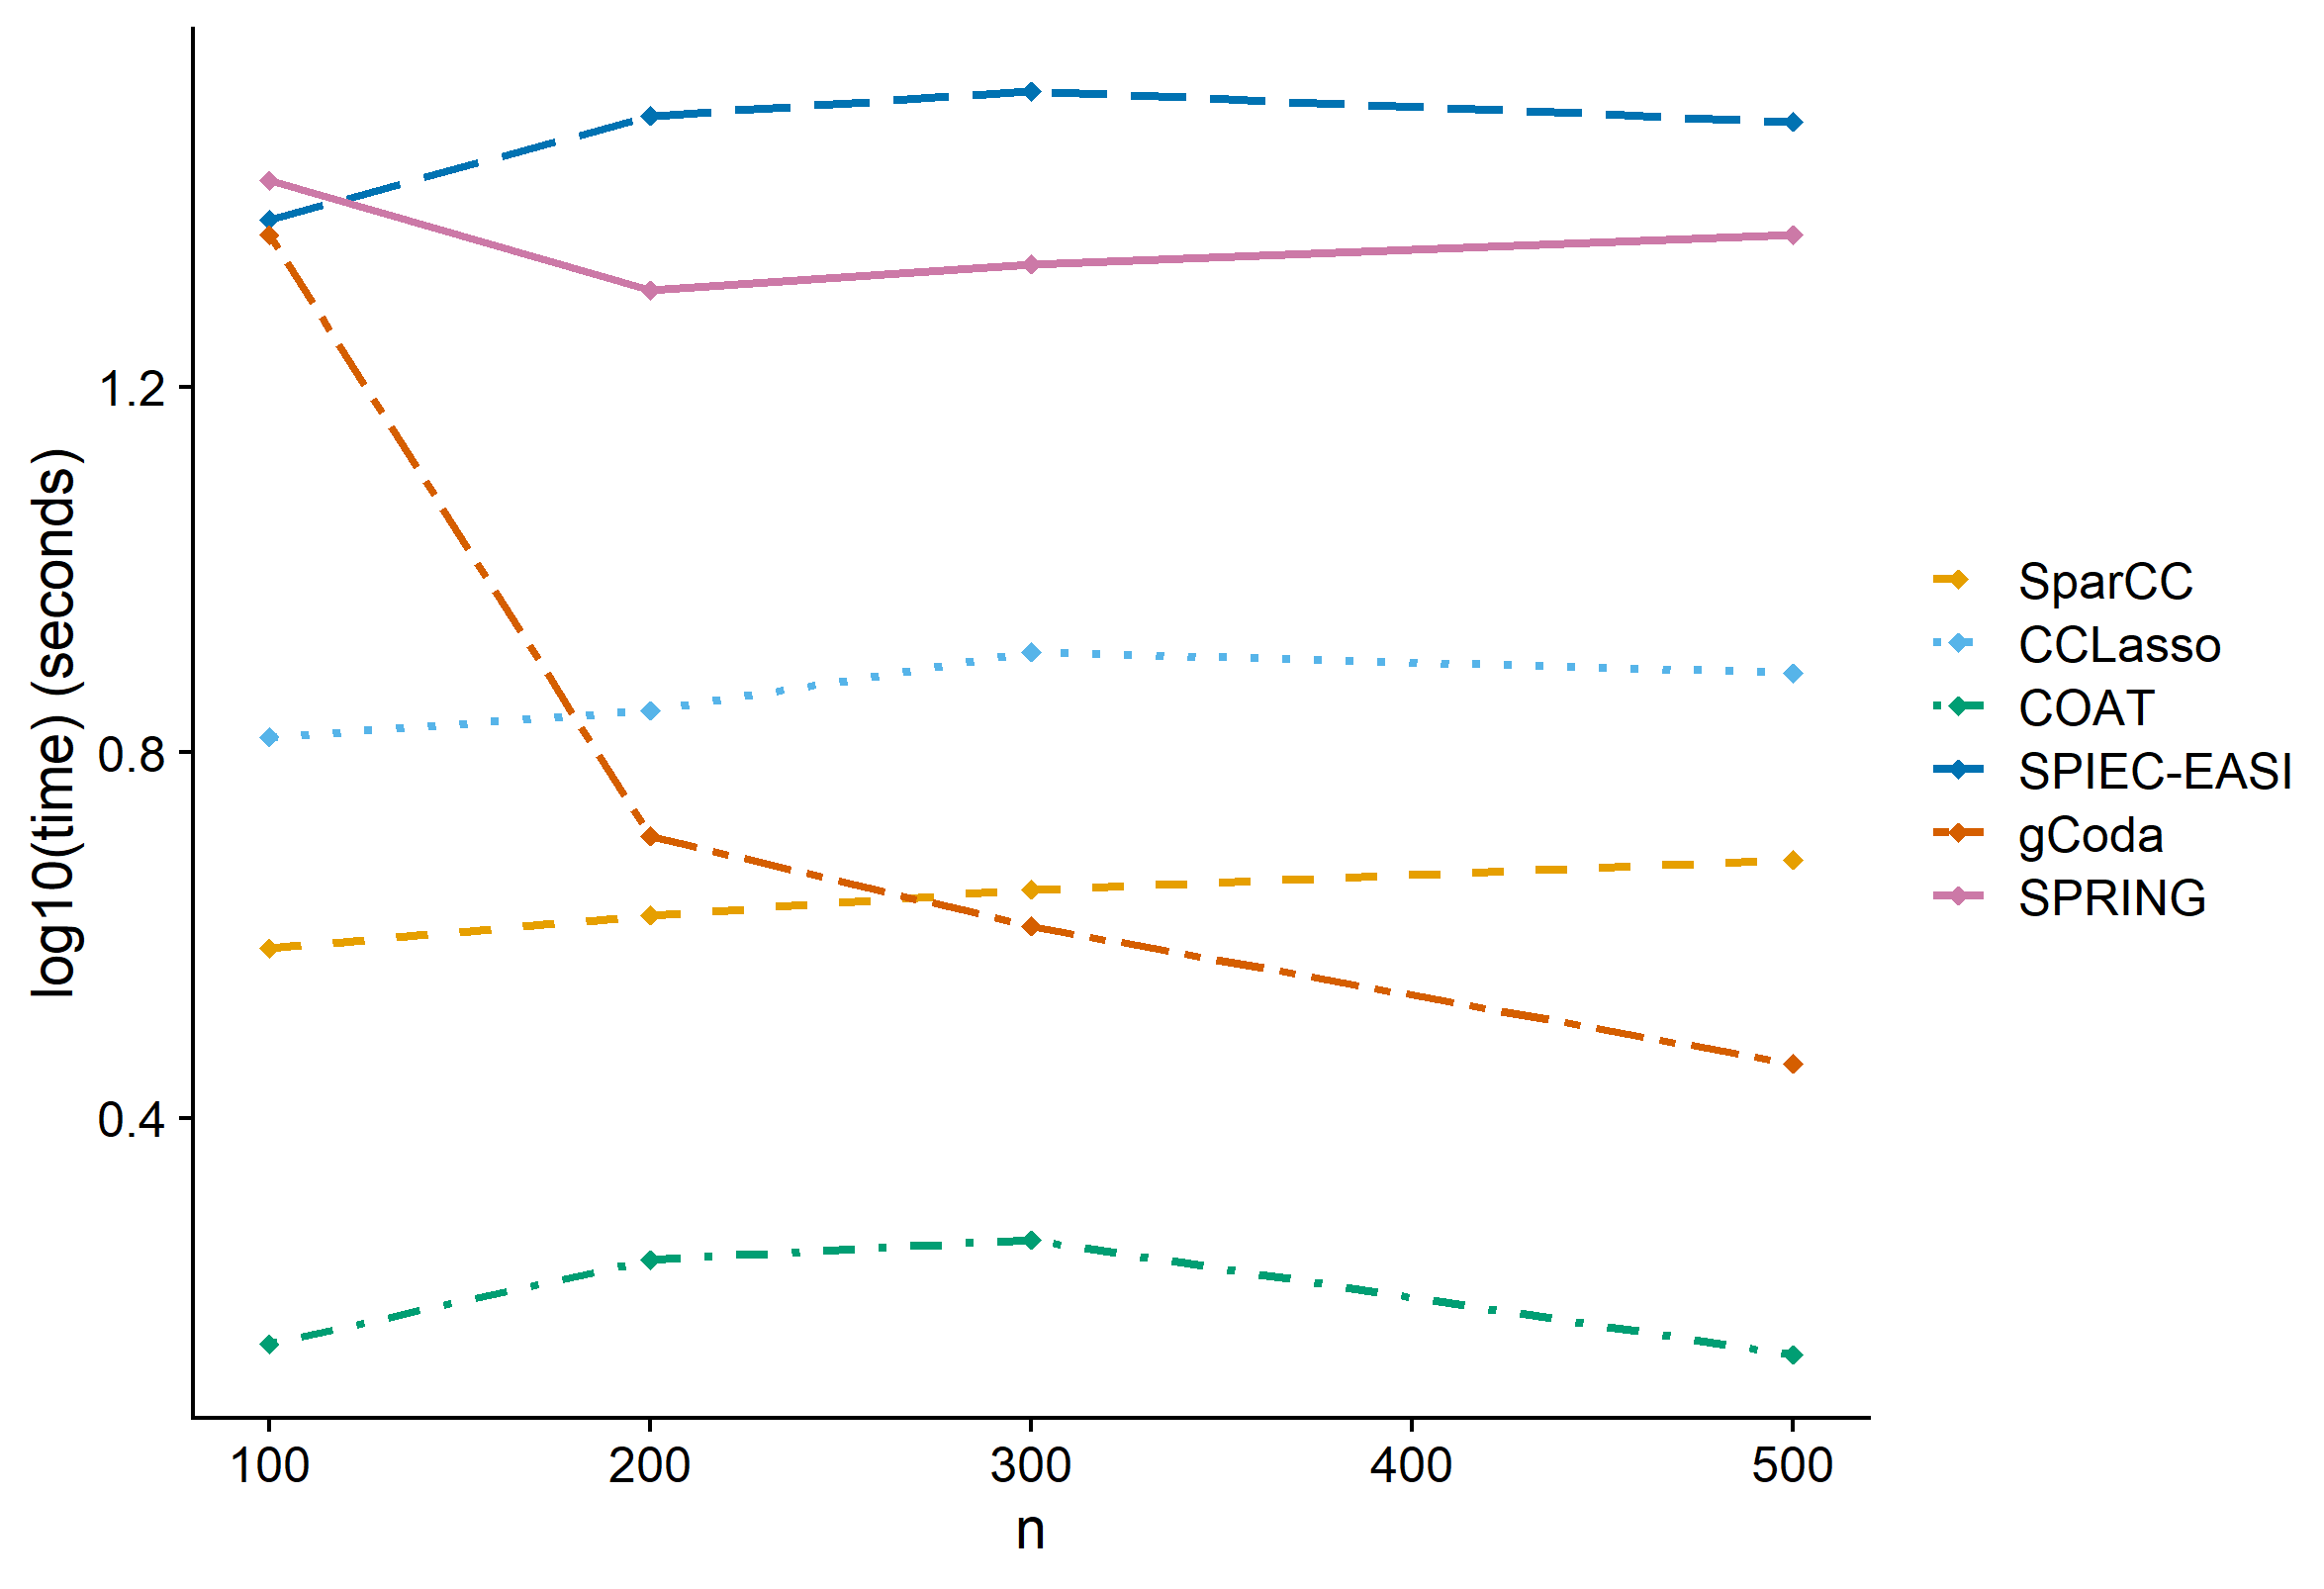 log10(time) (seconds)
1.2
0.8
0.4
100 200 300 400 500
n
SparCC
CCLasso
COAT
SPIEC-EASI
gCoda
SPRING